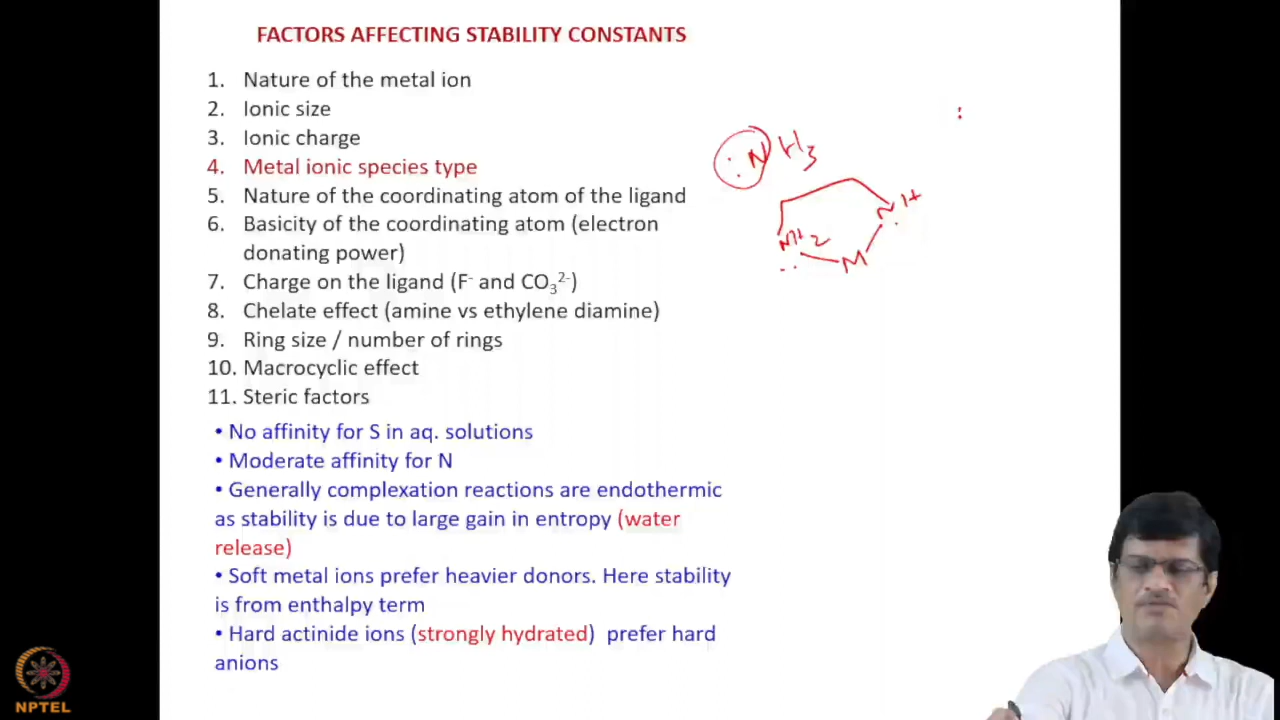 FACTORS AFFECTING STABILITY CONSTANTS
1. Nature of the metal ion
2. Ionic size
3. Ionic charge
4. Metal ionic species type
5. Nature of the coordinating atom of the ligand
6. Basicity of the coordinating atom (electron
donating power)
7. Charge on the ligand (F⁻ and CO₃²⁻)
8. Chelate effect (amine vs ethylene diamine)
9. Ring size / number of rings
10. Macrocyclic effect
11. Steric factors
• No affinity for S in aq. solutions
• Moderate affinity for N
• Generally complexation reactions are endothermic
as stability is due to large gain in entropy (water
release)
• Soft metal ions prefer heavier donors. Here stability
is from enthalpy term
• Hard actinide ions (strongly hydrated) prefer hard
anions
:NH3
NH2
M
NPTEL